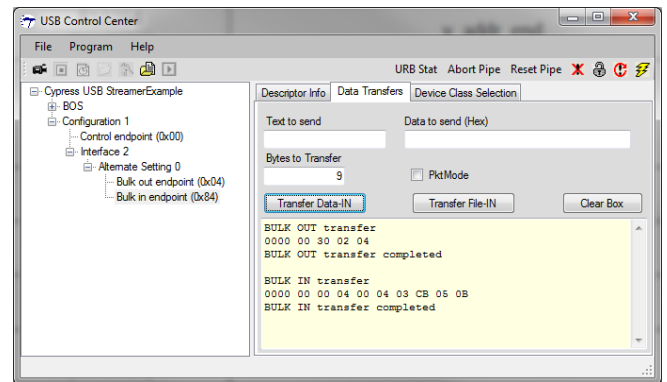 USB Control Center
File Program Help
URB Stat Abort Pipe Reset Pipe
Cypress USB StreamerExample
BOS
Configuration 1
Control endpoint (0x00)
Interface 2
Alternate Setting 0
Bulk out endpoint (0x04)
Bulk in endpoint (0x84)
Descriptor Info Data Transfers Device Class Selection
Text to send Data to send (Hex)
Bytes to Transfer
9 PktMode
Transfer Data-IN Transfer File-IN Clear Box
BULK OUT transfer
0000 00 30 02 04
BULK OUT transfer completed
BULK IN transfer
0000 00 00 04 00 04 03 CB 05 0B
BULK IN transfer completed